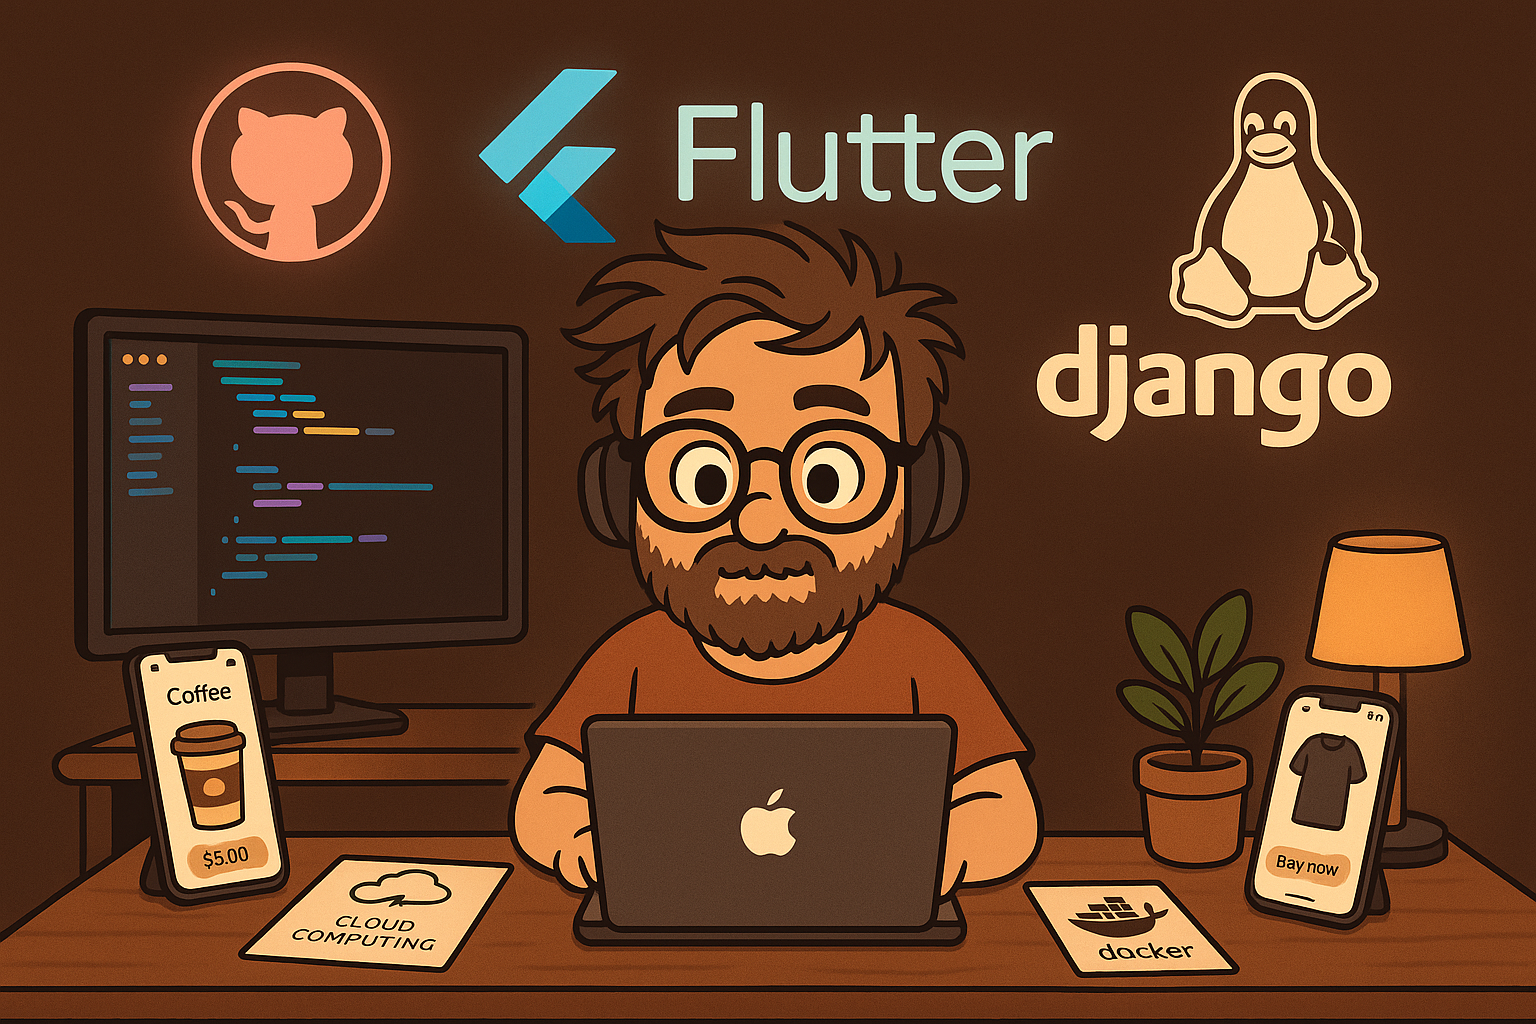 Flutter
django
Coffee
$5.00
CLOUD
COMPUTING
docker
Bay now